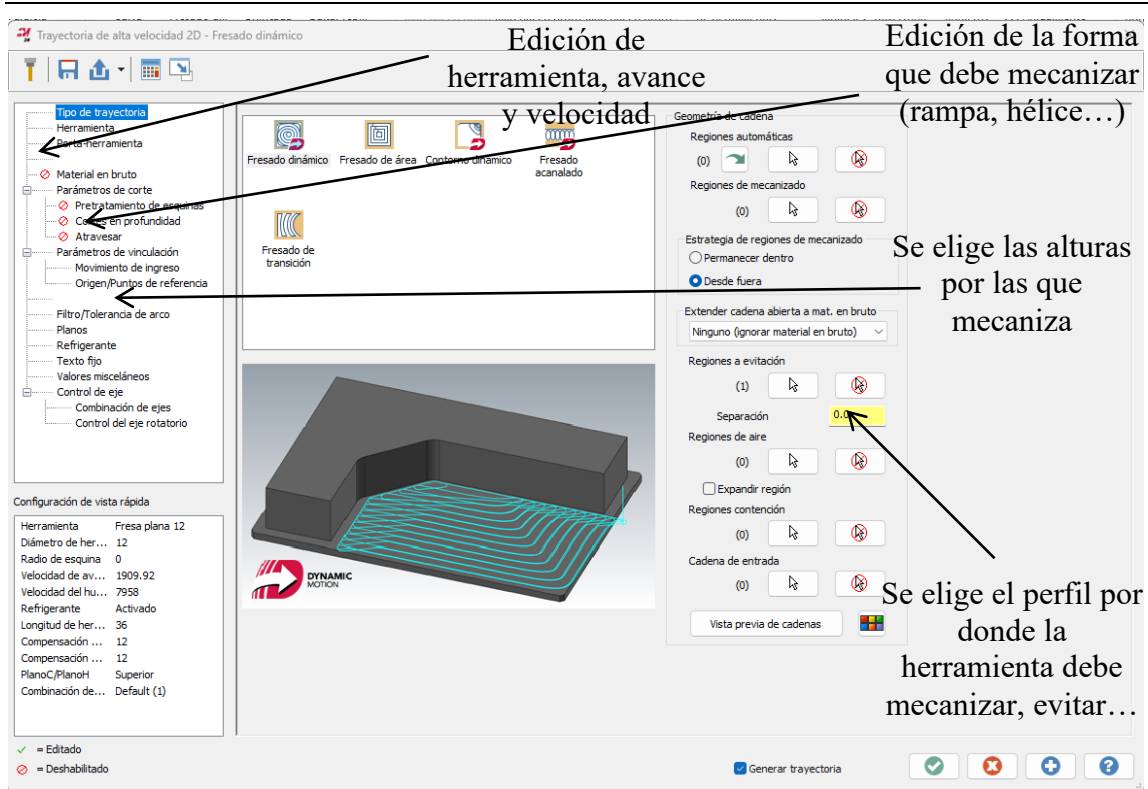 Trayectoria de alta velocidad 2D - Fresado dinámico
Edición de
herramienta, avance
y velocidad
Edición de la forma
que debe mecanizar
(rampa, hélice…)
Tipo de trayectoria
Herramienta
Porta-herramienta
Material en bruto
Parámetros de corte
Pretratamiento de esquinas
Cortes en profundidad
Atravesar
Parámetros de vinculación
Movimiento de ingreso
Origen/Puntos de referencia
Filtro/Tolerancia de arco
Planos
Refrigerante
Texto fijo
Valores misceláneos
Control de eje
Combinación de ejes
Control del eje rotatorio
Fresado dinámico
Fresado de área
Contorno dinámico
Fresado
acanalado
Fresado de
transición
DYNAMIC
MOTION
Geometría de cadena
Regiones automáticas
(0)
Regiones de mecanizado
(0)
Estrategia de regiones de mecanizado
Permanecer dentro
Desde fuera
Extender cadena abierta a mat. en bruto
Ninguno (ignorar material en bruto)
Regiones a evitación
(1)
Separación
0.0
Regiones de aire
(0)
Expandir región
Regiones contención
(0)
Cadena de entrada
(0)
Vista previa de cadenas
Se elige las alturas
por las que
mecaniza
Se elige el perfil por
donde la
herramienta debe
mecanizar, evitar…
Configuración de vista rápida
Herramienta Fresa plana 12
Diámetro de her... 12
Radio de esquina 0
Velocidad de av... 1909.92
Velocidad del hu... 7958
Refrigerante Activado
Longitud de her... 36
Compensación ... 12
Compensación ... 12
PlanoC/PlanoH Superior
Combinación de... Default (1)
= Editado
= Deshabilitado
Generar trayectoria